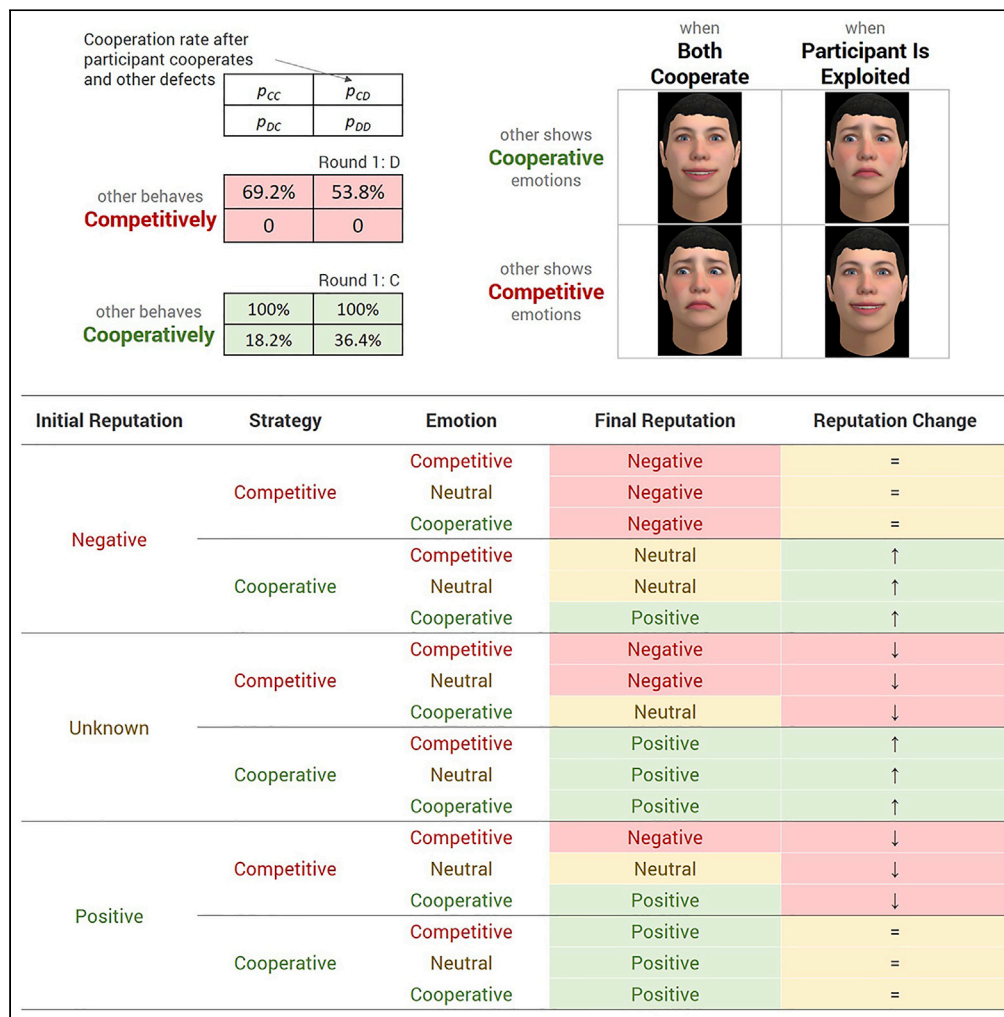 Cooperation rate after
participant cooperates
and other defects
p_CC p_CD
p_DC p_DD
Round 1: D
other behaves
Competitively
69.2% 53.8%
0 0
Round 1: C
other behaves
Cooperatively
100% 100%
18.2% 36.4%
when
Both
Cooperate
when
Participant Is
Exploited
other shows
Cooperative
emotions
other shows
Competitive
emotions
Initial Reputation Strategy Emotion Final Reputation Reputation Change
Negative
Competitive
Competitive Negative =
Neutral Negative =
Cooperative Negative =
Cooperative
Competitive Neutral ↑
Neutral Neutral ↑
Cooperative Positive ↑
Unknown
Competitive
Competitive Negative ↓
Neutral Negative ↓
Cooperative Neutral ↓
Cooperative
Competitive Positive ↑
Neutral Positive ↑
Cooperative Positive ↑
Positive
Competitive
Competitive Negative ↓
Neutral Neutral ↓
Cooperative Positive ↓
Cooperative
Competitive Positive =
Neutral Positive =
Cooperative Positive =